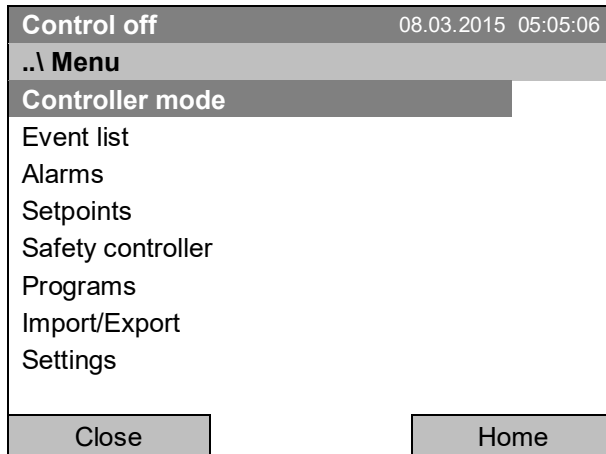 Control off 08.03.2015 05:05:06
..\ Menu
Controller mode
Event list
Alarms
Setpoints
Safety controller
Programs
Import/Export
Settings
Close Home